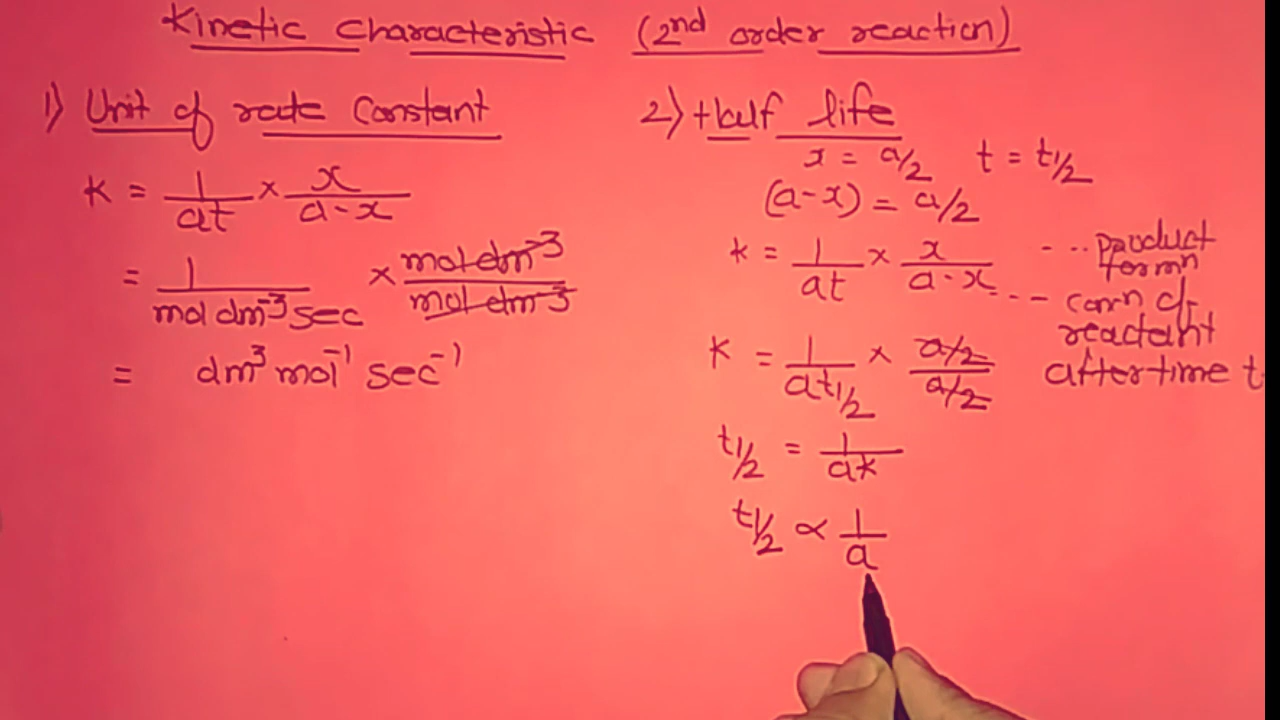 Kinetic Characteristic (2nd order reaction)
1) Unit of rate Constant
K = 1/at × x/a-x
= 1/mol dm⁻³ sec × mol dm⁻³/mol dm⁻³
= dm³ mol⁻¹ sec⁻¹
2) Half life
x = a/2 t = t1/2
(a-x) = a/2
k = 1/at × x/a-x
--- product
formn
--- concn of
reactant
after time t
K = 1/at1/2 × a/2/a/2
t1/2 = 1/ak
t1/2 ∝ 1/a